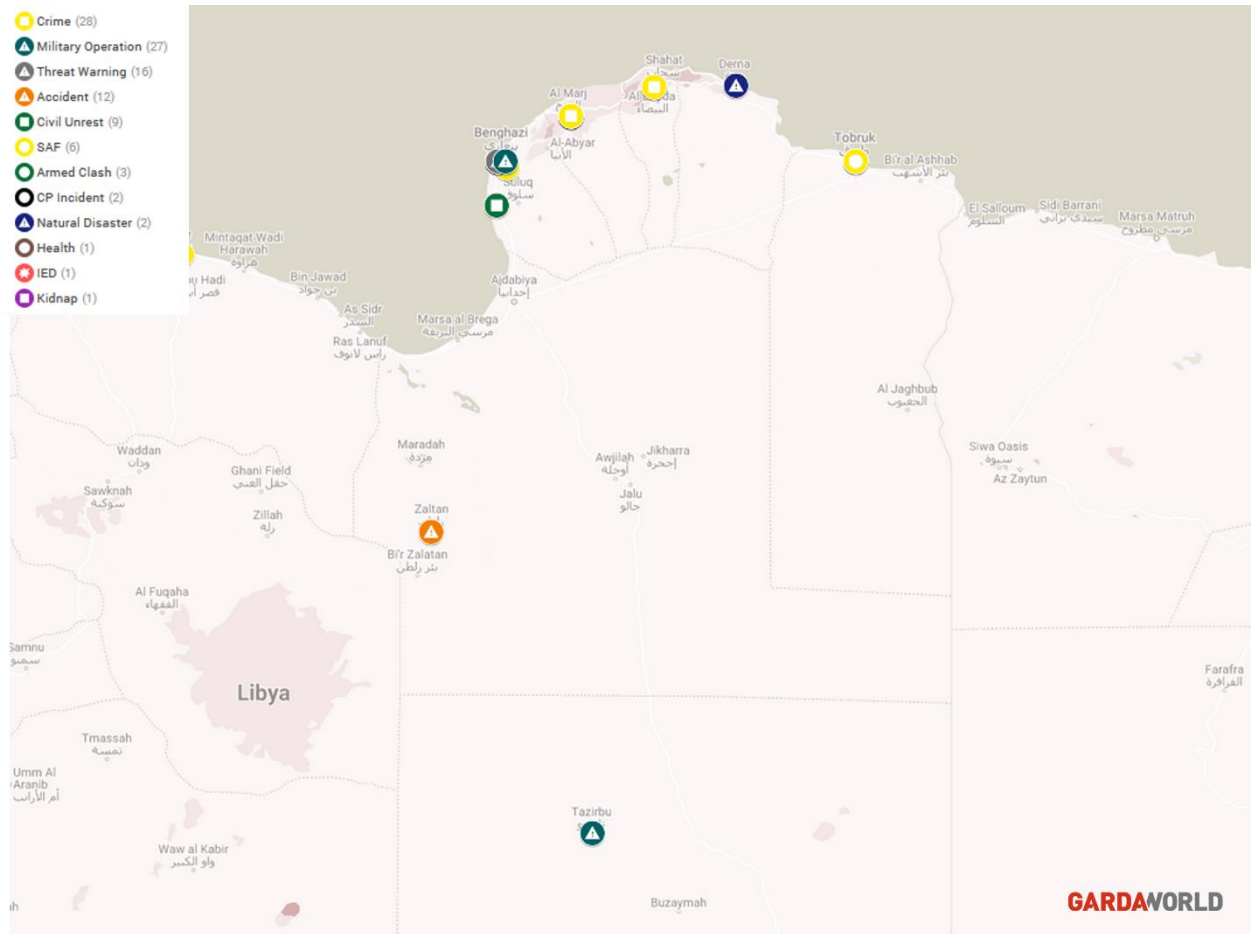 Crime (28)
Military Operation (27)
Threat Warning (16)
Accident (12)
Civil Unrest (9)
SAF (6)
Armed Clash (3)
CP Incident (2)
Natural Disaster (2)
Health (1)
IED (1)
Kidnap (1)
Shahat
Derna
Al Marj
البيضاء
Benghazi
Al-Abyar
الأبيار
Tobruk
Bi'r al Ashhab
بئر الأشهب
Suluq
سلوق
El Salloum
السلوم
Sidi Barrani
سيدي براني
Marsa Matruh
مرسى مطروح
Mintaqat Wadi
Harawah
هراوة
Hadi
Bin Jawad
بن جواد
Ajdabiya
إجدابيا
As Sidr
السدر
Marsa al Brega
مرسى البريقة
Ras Lanuf
راس لانوف
Al Jaghbub
الجغبوب
Waddan
ودان
Ghani Field
حقل الغني
Maradah
مردة
Awjilah
أوجلة
Jikharra
إجخرة
Siwa Oasis
سيوة
Az Zaytun
Sawknah
سوكنة
Zillah
زلة
Zaltan
Jalu
جالو
Bi'r Zalatan
بئر زلطن
Al Fuqaha
الفقهاء
Samnu
سمنو
Libya
Farafra
الفرافرة
Tmassah
تمسة
Umm Al
Aranib
أم الأرانب
Tazirbu
Waw al Kabir
واو الكبير
Buzaymah
GARDAWORLD